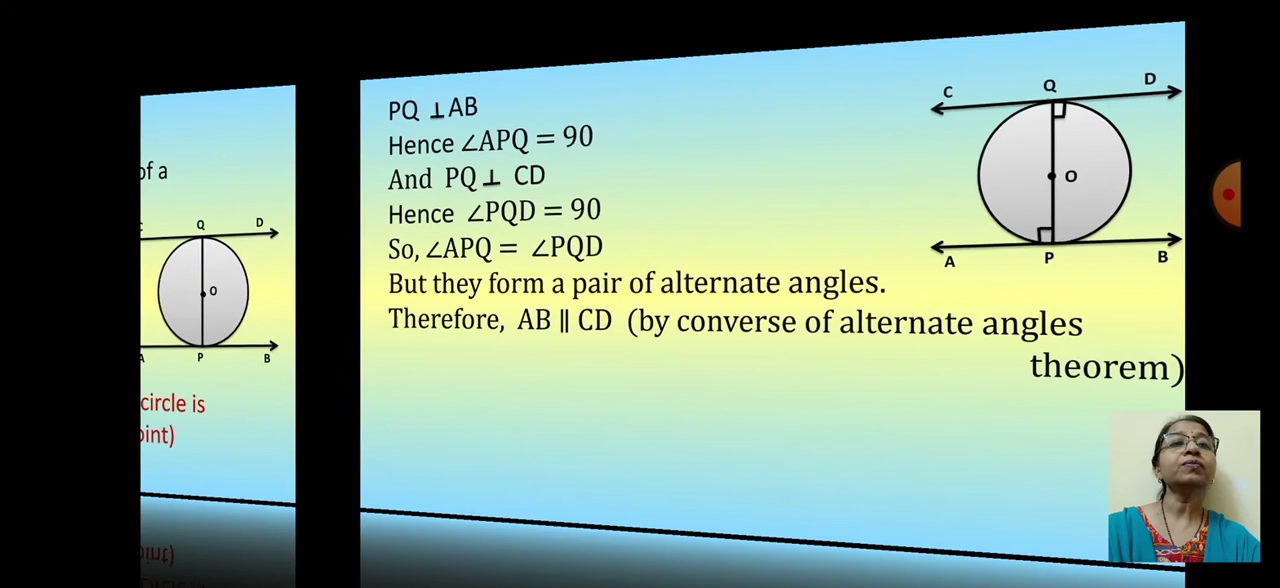 of a
Q
D
O
P
B
circle is
oint)
PQ ⊥ AB
Hence ∠APQ = 90
And PQ ⊥ CD
Hence ∠PQD = 90
So, ∠APQ = ∠PQD
But they form a pair of alternate angles.
Therefore, AB ∥ CD (by converse of alternate angles
theorem)
C
Q
D
O
A
P
B